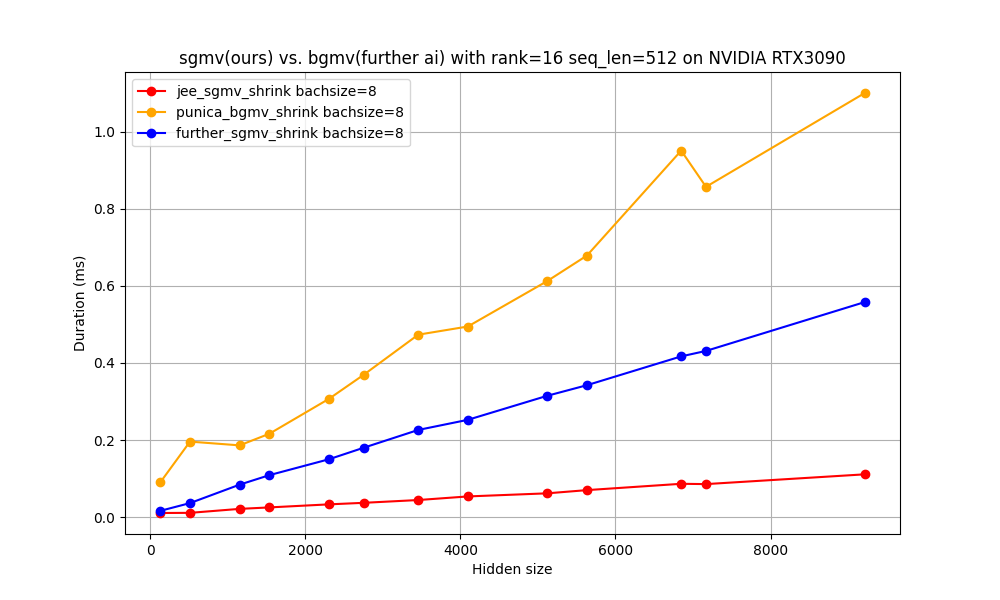 sgmv(ours) vs. bgmv(further ai) with rank=16 seq_len=512 on NVIDIA RTX3090
jee_sgmv_shrink bachsize=8
punica_bgmv_shrink bachsize=8
further_sgmv_shrink bachsize=8
1.0
0.8
0.6
0.4
0.2
0.0
Duration (ms)
0 2000 4000 6000 8000
Hidden size